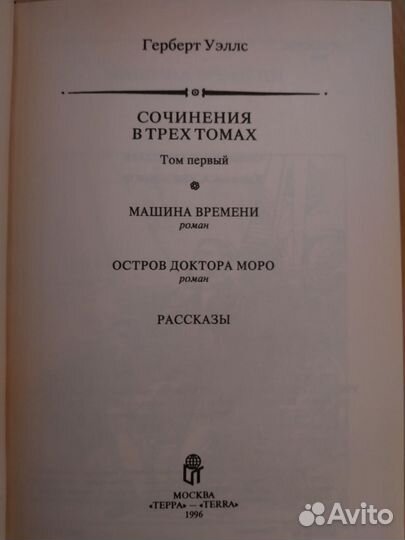 Герберт Уэллс
СОЧИНЕНИЯ
В ТРЕХ ТОМАХ
Том первый
МАШИНА ВРЕМЕНИ
роман
ОСТРОВ ДОКТОРА МОРО
роман
РАССКАЗЫ
МОСКВА
«ТЕРРА» — «TERRA»
1996
Avito